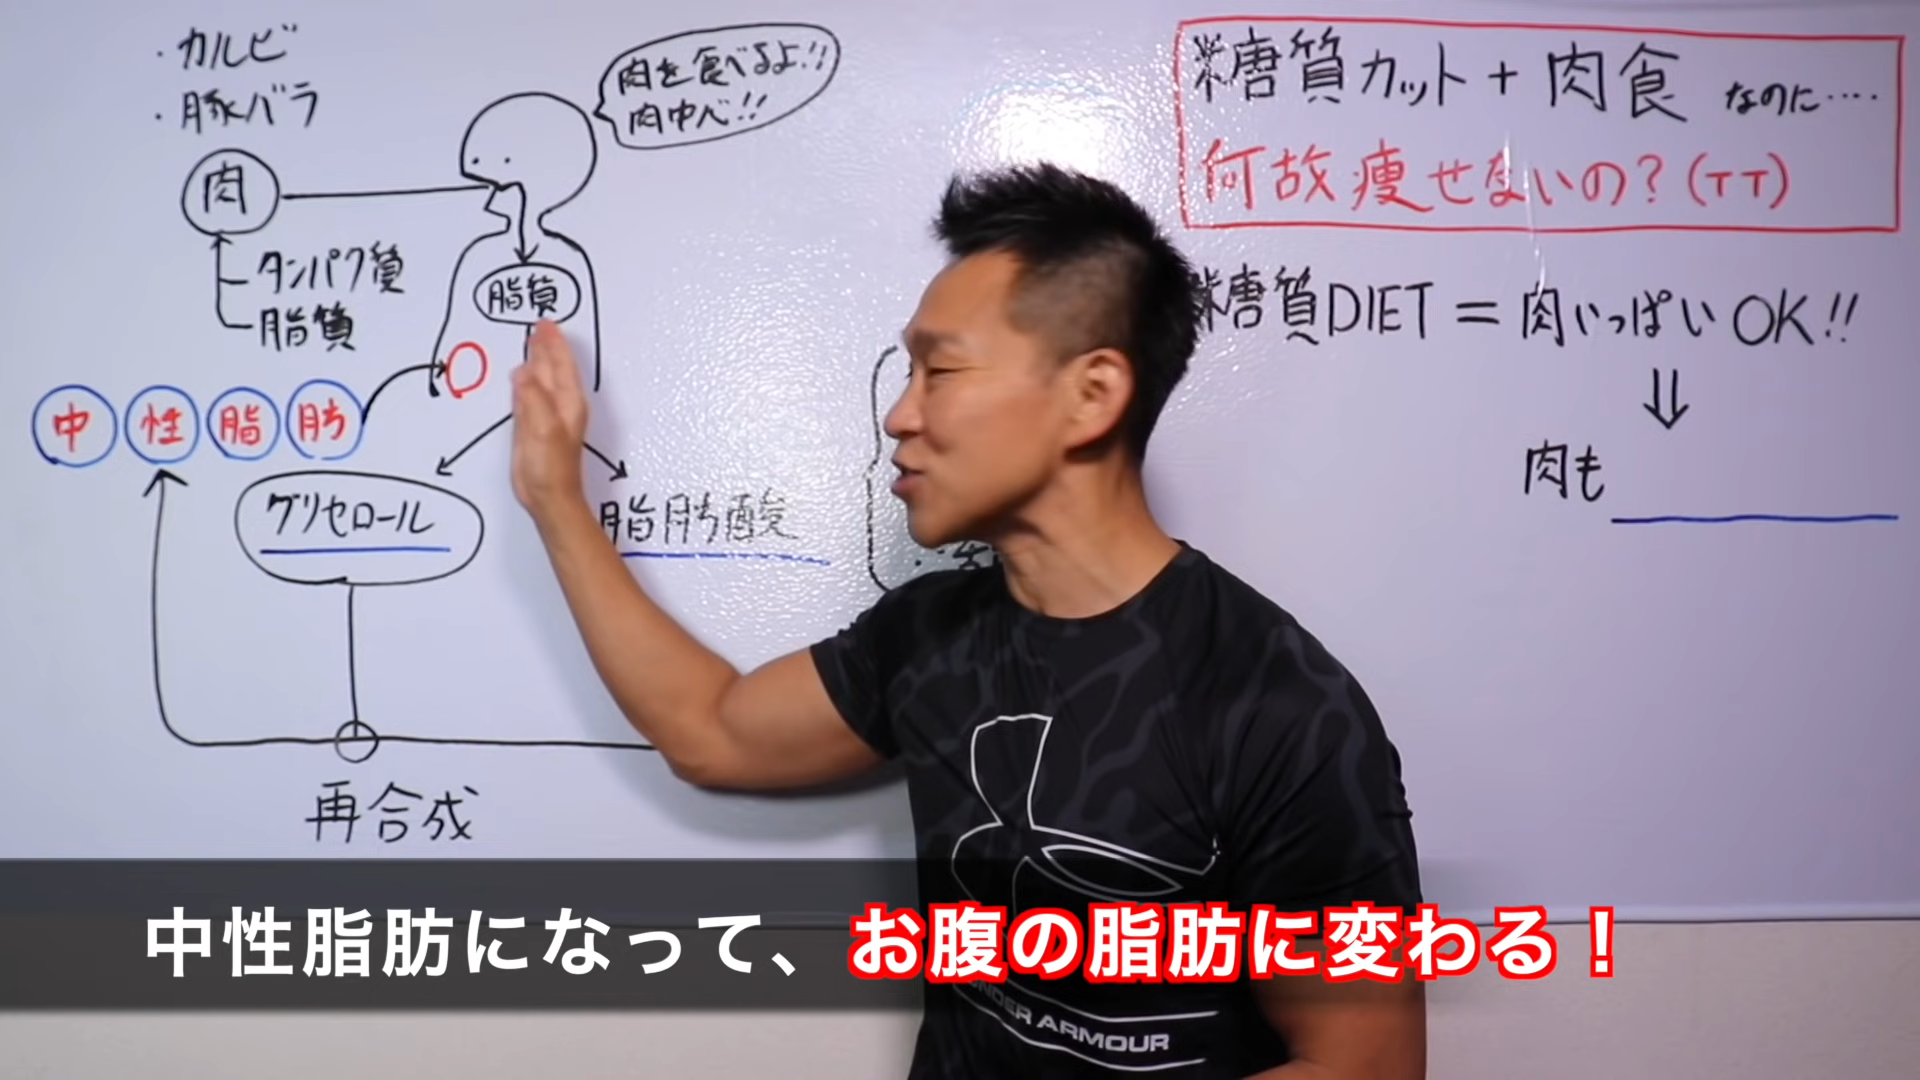 ・カルビ
・豚バラ
肉
タンパク質
脂質
肉を食べるよ!!
肉中心!!
脂質
中性脂肪
グリセロール
脂肪酸
再合成
糖質カット+肉食 なのに‥‥
何故痩せないの?(TT)
糖質DIET=肉いっぱいOK!!
⇓
肉も
中性脂肪になって、お腹の脂肪に変わる!
UNDER ARMOUR